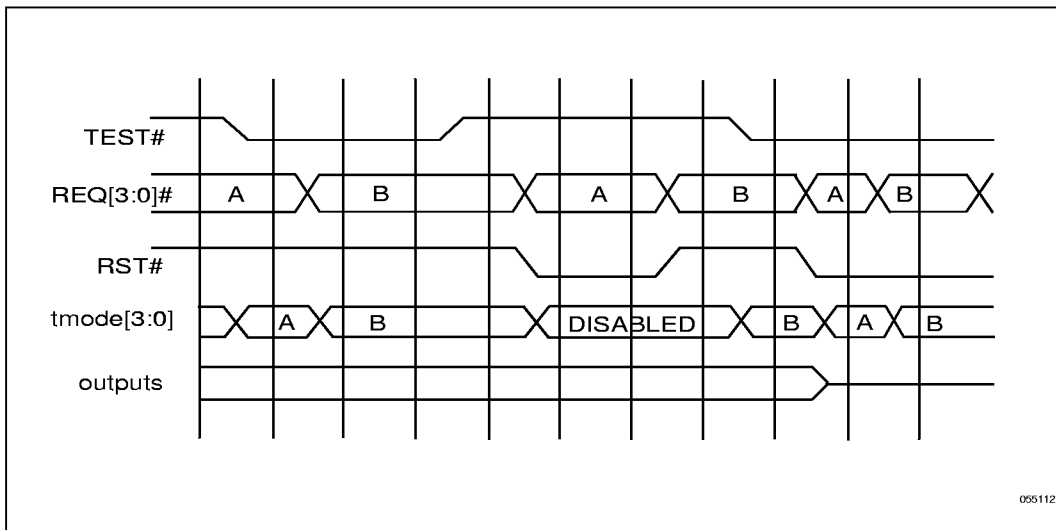 TEST#
REQ[3:0]# A B A B A B
RST#
tmode[3:0] A B DISABLED B A B
outputs
055112